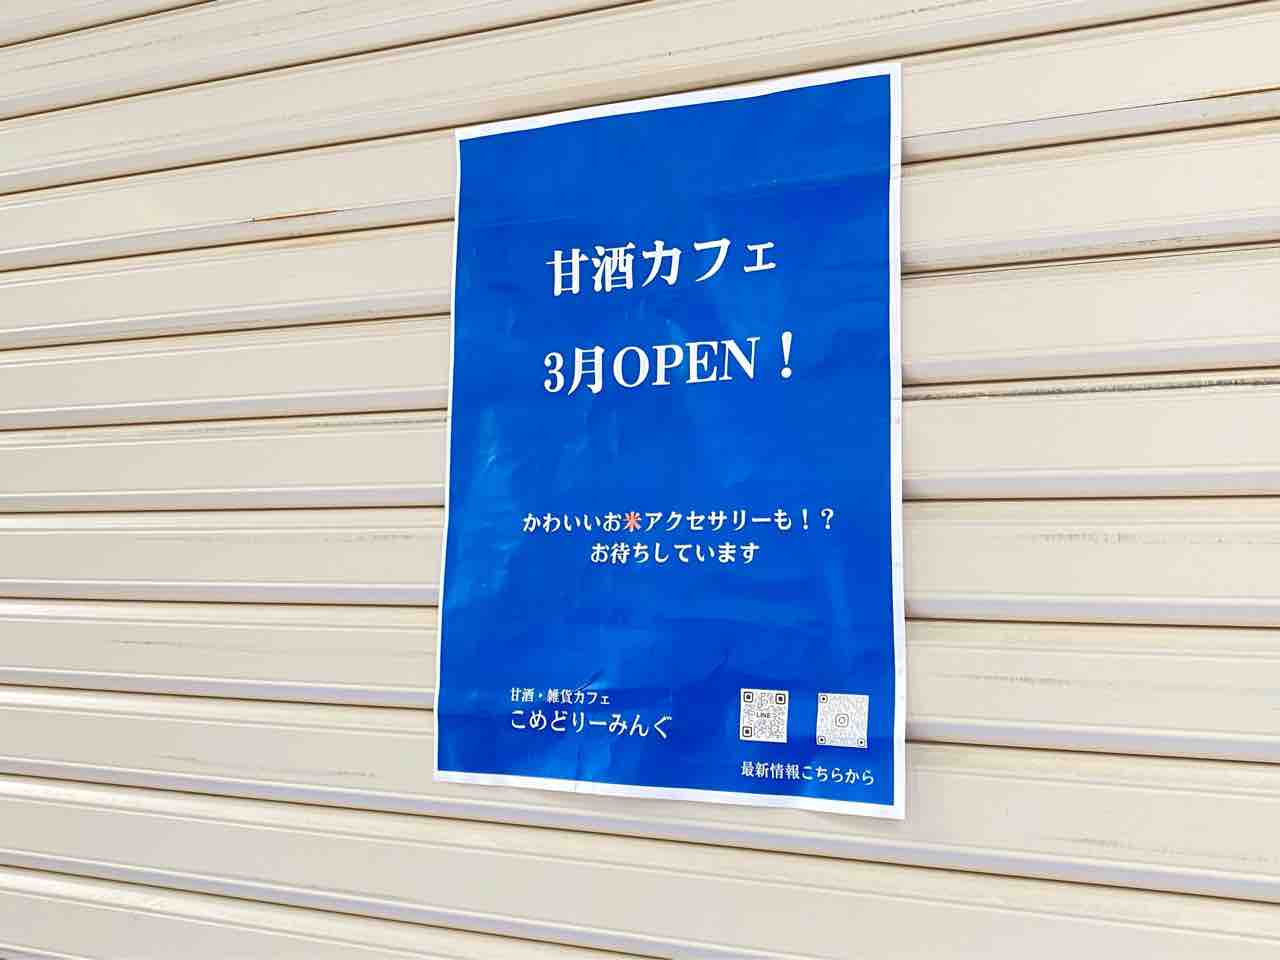 甘酒カフェ
3月OPEN！
かわいいお米アクセサリーも！？
お待ちしています
甘酒・雑貨カフェ
こめどりーみんぐ
LINE
最新情報こちらから